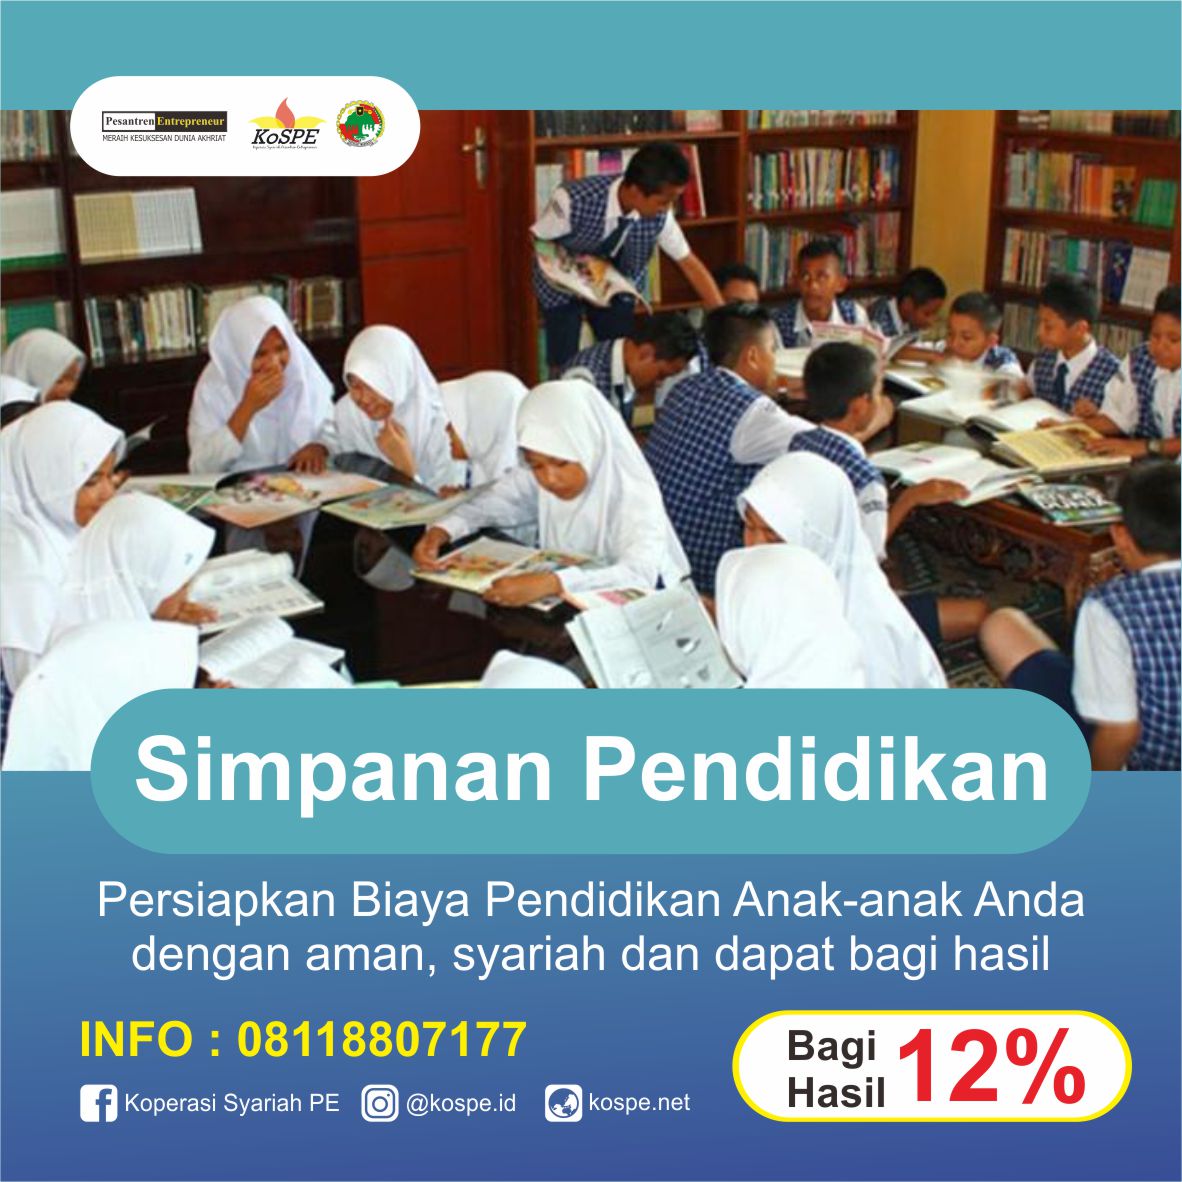 Pesantren Entrepreneur
MERAIH KESUKSESAN DUNIA AKHRIAT
KoSPE
Simpanan Pendidikan
Persiapkan Biaya Pendidikan Anak-anak Anda
dengan aman, syariah dan dapat bagi hasil
INFO : 08118807177
Koperasi Syariah PE @kospe.id kospe.net
Bagi
Hasil 12%